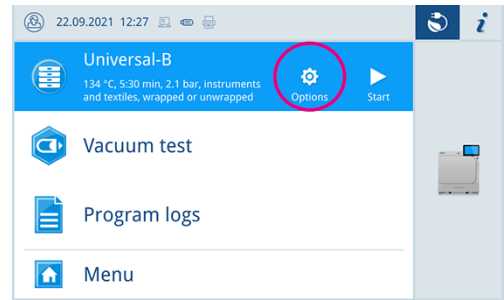 22.09.2021 12:27
i
Universal-B
134 °C, 5:30 min, 2.1 bar, instruments
and textiles, wrapped or unwrapped
Options
Start
Vacuum test
Program logs
Menu